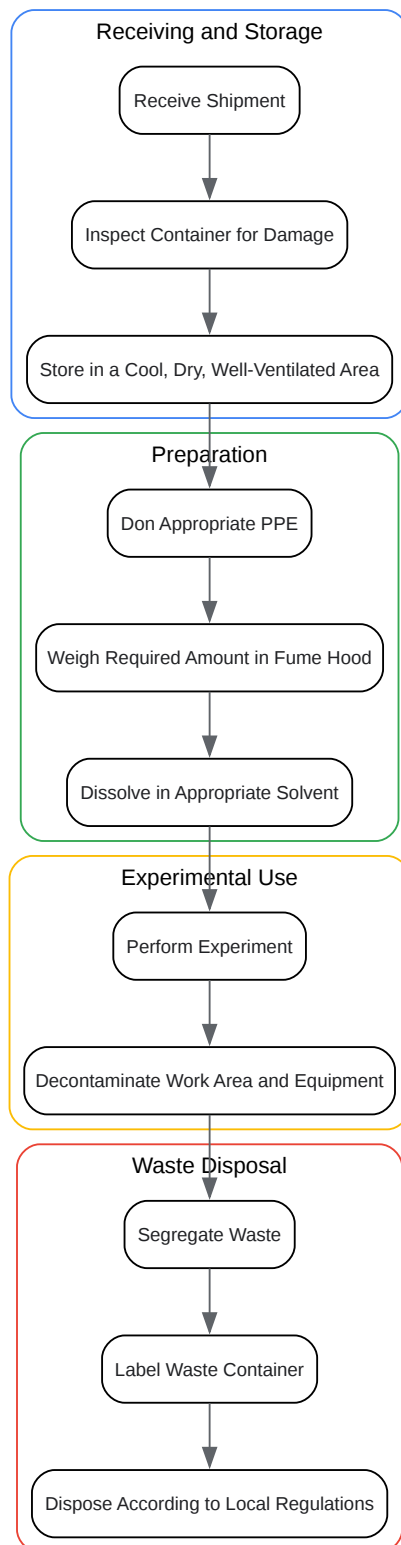 Receiving and Storage
Receive Shipment
Inspect Container for Damage
Store in a Cool, Dry, Well-Ventilated Area
Preparation
Don Appropriate PPE
Weigh Required Amount in Fume Hood
Dissolve in Appropriate Solvent
Experimental Use
Perform Experiment
Decontaminate Work Area and Equipment
Waste Disposal
Segregate Waste
Label Waste Container
Dispose According to Local Regulations